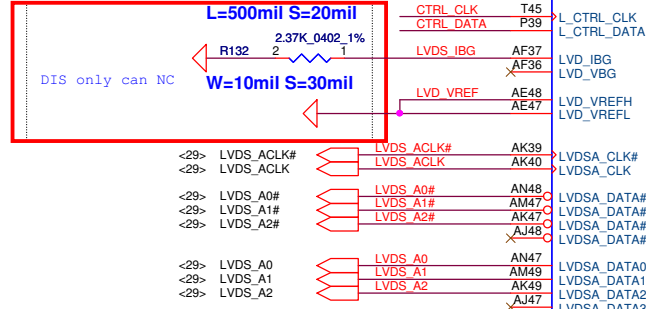 L=500mil S=20mil
CTRL_CLK T45 L_CTRL_CLK
CTRL_DATA P39 L_CTRL_DATA
2.37K_0402_1%
R132 2 1 LVDS_IBG AF37 LVD_IBG
AF36 LVD_VBG
DIS only can NC
W=10mil S=30mil
LVD_VREF AE48 LVD_VREFH
AE47 LVD_VREFL
<29> LVDS_ACLK# LVDS_ACLK# AK39 LVDSA_CLK#
<29> LVDS_ACLK LVDS_ACLK AK40 LVDSA_CLK
<29> LVDS_A0# LVDS_A0# AN48 LVDSA_DATA#
<29> LVDS_A1# LVDS_A1# AM47 LVDSA_DATA#
<29> LVDS_A2# LVDS_A2# AK47 LVDSA_DATA#
AJ48 LVDSA_DATA#
<29> LVDS_A0 LVDS_A0 AN47 LVDSA_DATA0
<29> LVDS_A1 LVDS_A1 AM49 LVDSA_DATA1
<29> LVDS_A2 LVDS_A2 AK49 LVDSA_DATA2
AJ47 LVDSA_DATA3